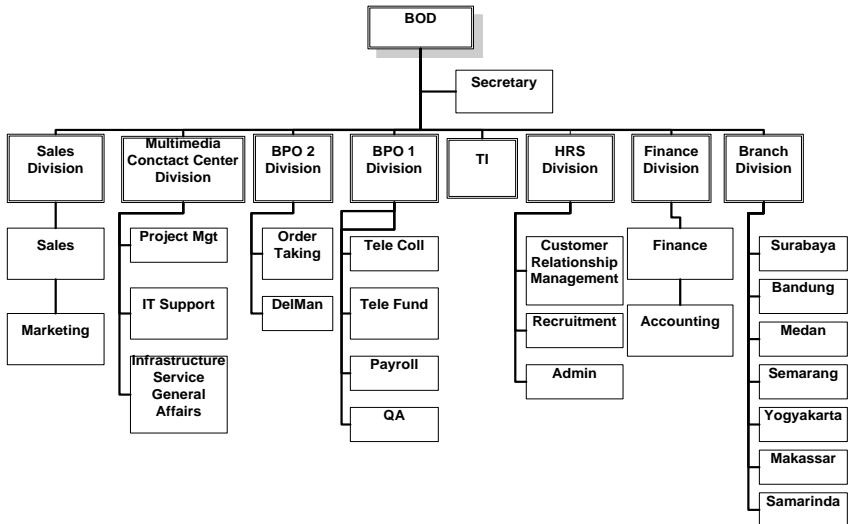 BOD
Secretary
Sales
Division
Multimedia
Conctact Center
Division
BPO 2
Division
BPO 1
Division
TI
HRS
Division
Finance
Division
Branch
Division
Sales
Marketing
Project Mgt
IT Support
Infrastructure
Service
General
Affairs
Order
Taking
DelMan
Tele Coll
Tele Fund
Payroll
QA
Customer
Relationship
Management
Recruitment
Admin
Finance
Accounting
Surabaya
Bandung
Medan
Semarang
Yogyakarta
Makassar
Samarinda